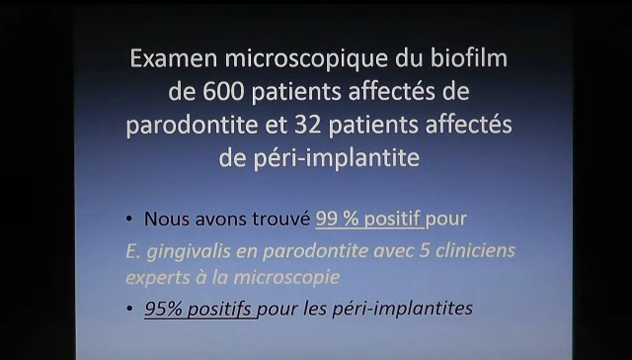 Examen microscopique du biofilm
de 600 patients affectés de
parodontite et 32 patients affectés
de péri-implantite
• Nous avons trouvé 99 % positif pour
E. gingivalis en parodontite avec 5 cliniciens
experts à la microscopie
• 95% positifs pour les péri-implantites